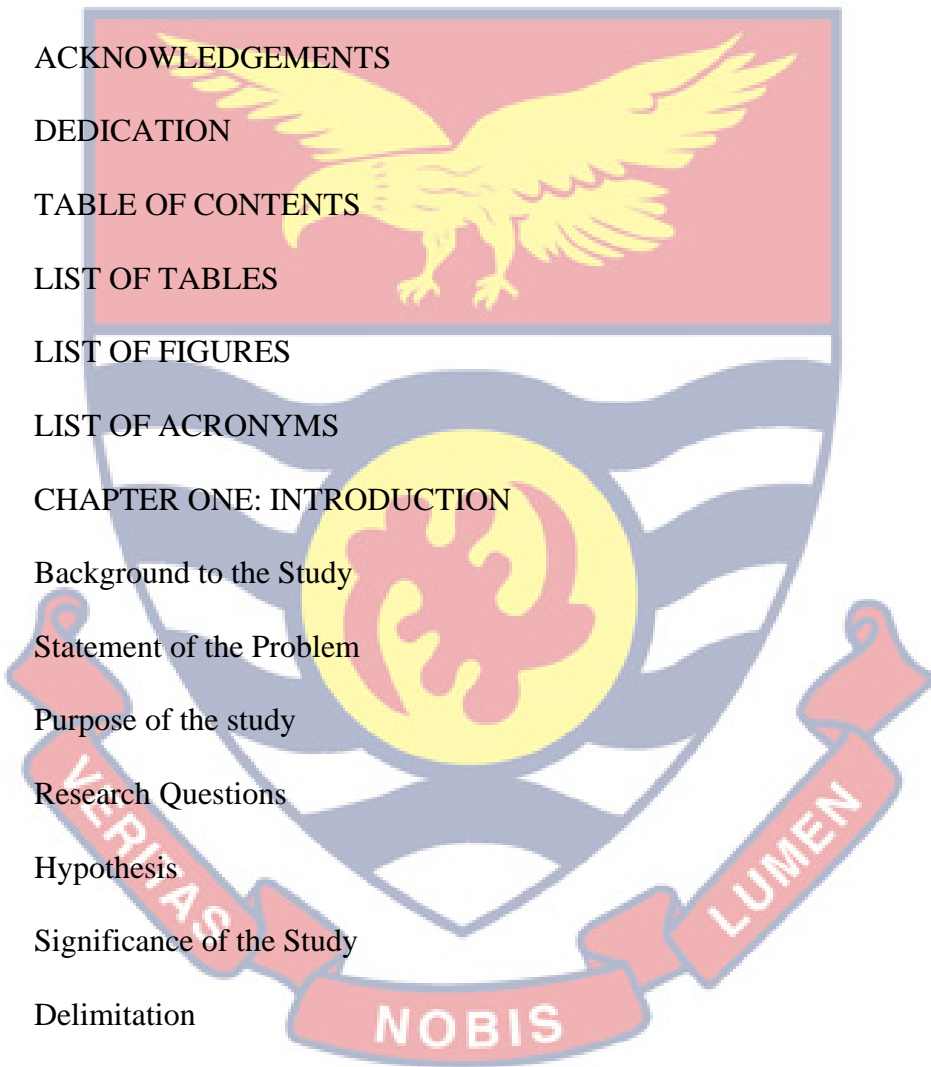 ACKNOWLEDGEMENTS
DEDICATION
TABLE OF CONTENTS
LIST OF TABLES
LIST OF FIGURES
LIST OF ACRONYMS
CHAPTER ONE: INTRODUCTION
Background to the Study
Statement of the Problem
Purpose of the study
Research Questions
Hypothesis
Significance of the Study
Delimitation
VERITAS
NOBIS
LUMEN